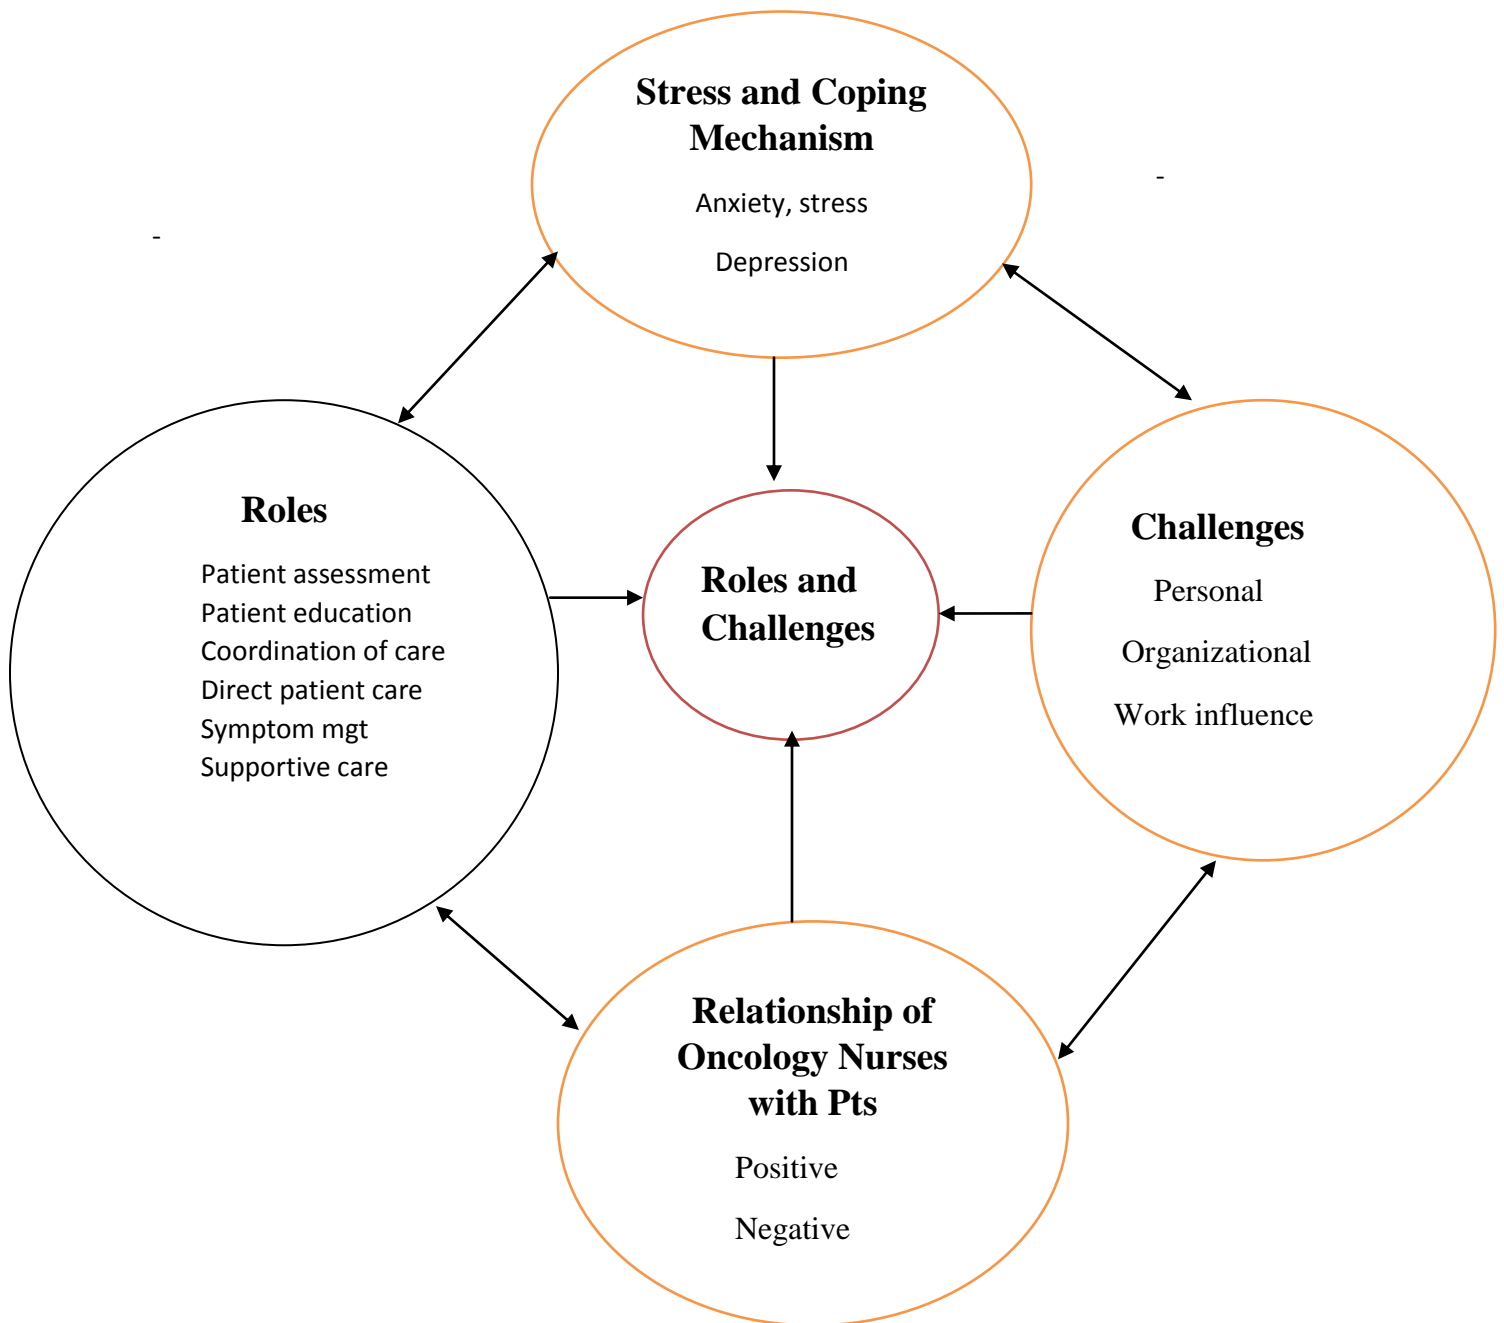 Stress and Coping
Mechanism
Anxiety, stress
Depression
-
-
Roles
Patient assessment
Patient education
Coordination of care
Direct patient care
Symptom mgt
Supportive care
Roles and
Challenges
Challenges
Personal
Organizational
Work influence
Relationship of
Oncology Nurses
with Pts
Positive
Negative